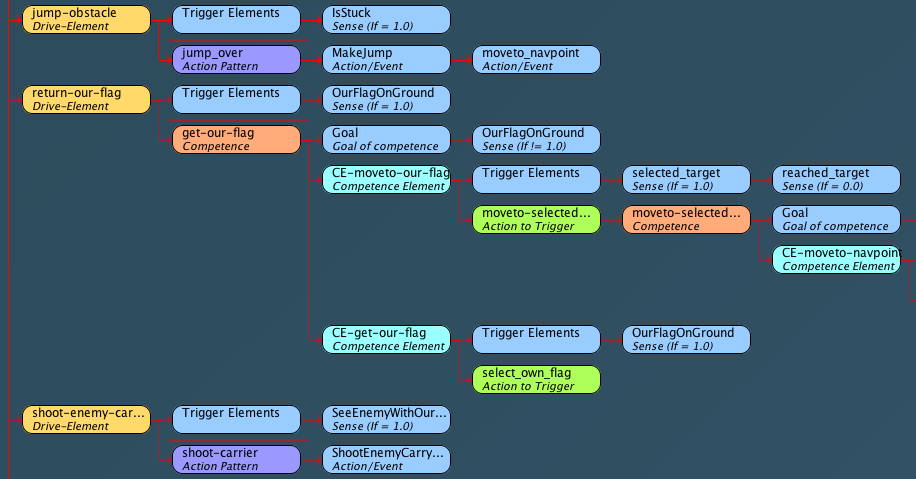 jump-obstacle
Drive-Element
Trigger Elements
IsStuck
Sense (If = 1.0)
jump_over
Action Pattern
MakeJump
Action/Event
moveto_navpoint
Action/Event
return-our-flag
Drive-Element
Trigger Elements
OurFlagOnGround
Sense (If = 1.0)
get-our-flag
Competence
Goal
Goal of competence
OurFlagOnGround
Sense (If != 1.0)
CE-moveto-our-flag
Competence Element
Trigger Elements
selected_target
Sense (If = 1.0)
reached_target
Sense (If = 0.0)
moveto-selected...
Action to Trigger
moveto-selected...
Competence
Goal
Goal of competence
CE-moveto-navpoint
Competence Element
CE-get-our-flag
Competence Element
Trigger Elements
OurFlagOnGround
Sense (If = 1.0)
select_own_flag
Action to Trigger
shoot-enemy-car...
Drive-Element
Trigger Elements
SeeEnemyWithOur...
Sense (If = 1.0)
shoot-carrier
Action Pattern
ShootEnemyCarry...
Action/Event